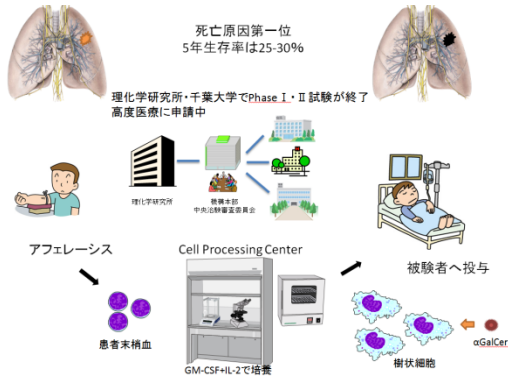 死亡原因第一位
5年生存率は25-30%
理化学研究所・千葉大学でPhase Ⅰ・Ⅱ試験が終了
高度医療に申請中
理化学研究所
機構本部
中央治験審査委員会
アフェレーシス
Cell Processing Center
被験者へ投与
患者末梢血
GM-CSF+IL-2で培養
樹状細胞
αGalCer